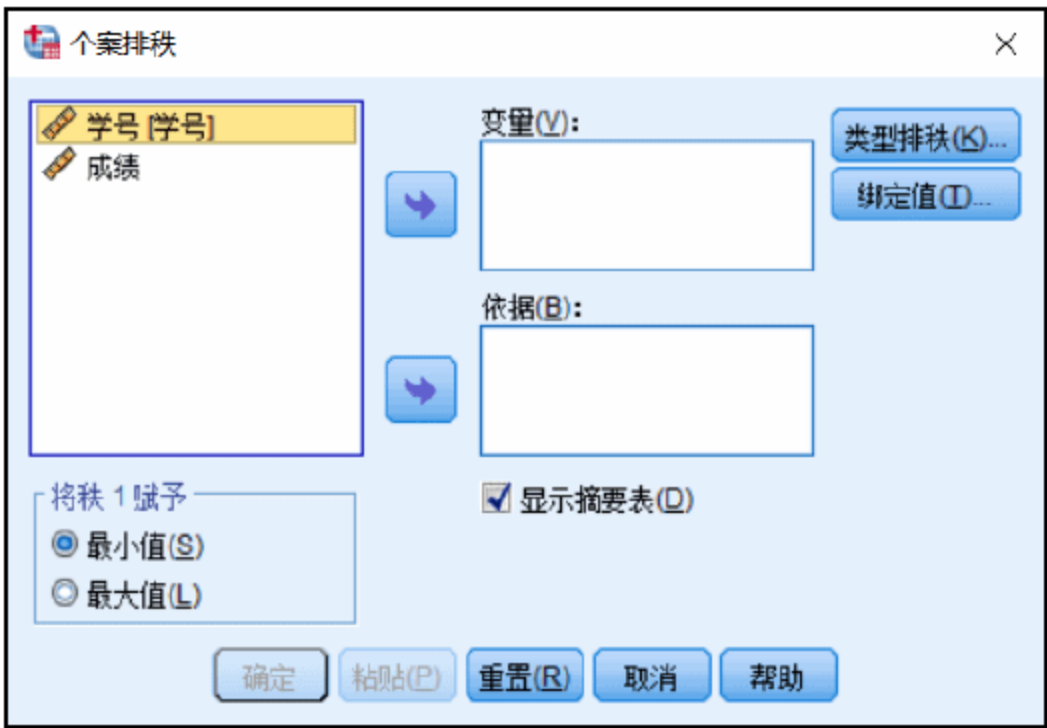 个案排秩
学号 [学号]
成绩
变量(V):
类型排秩(K)...
绑定值(T)...
依据(B):
将秩 1 赋予
最小值(S)
最大值(L)
显示摘要表(D)
确定 粘贴(P) 重置(R) 取消 帮助